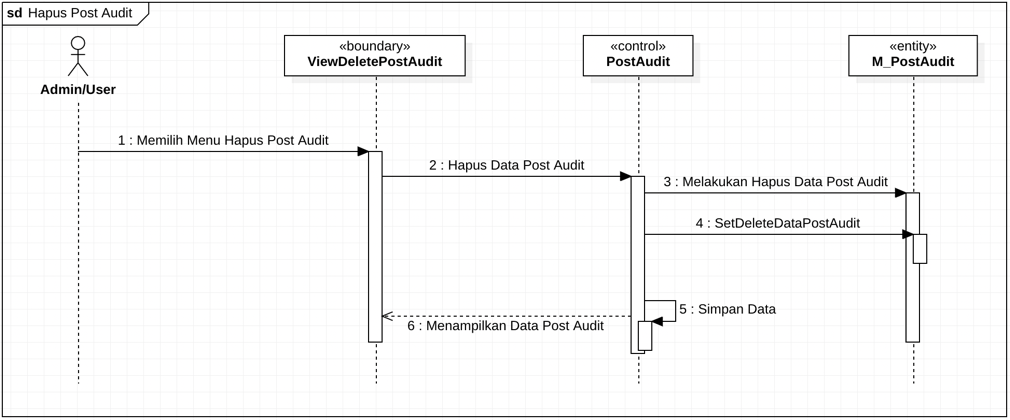 sd Hapus Post Audit
Admin/User
«boundary»
ViewDeletePostAudit
«control»
PostAudit
«entity»
M_PostAudit
1 : Memilih Menu Hapus Post Audit
2 : Hapus Data Post Audit
3 : Melakukan Hapus Data Post Audit
4 : SetDeleteDataPostAudit
5 : Simpan Data
6 : Menampilkan Data Post Audit